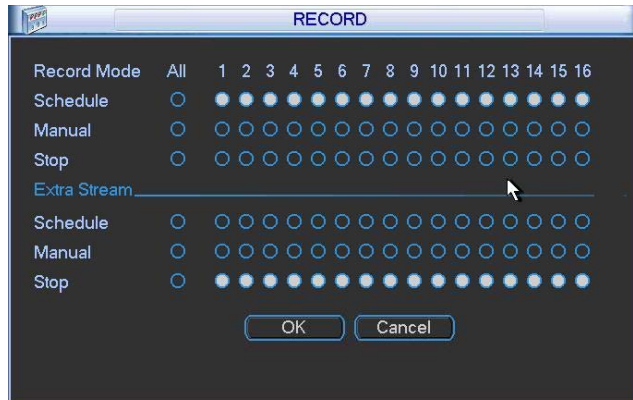 RECORD
Record Mode All 1 2 3 4 5 6 7 8 9 10 11 12 13 14 15 16
Schedule
Manual
Stop
Extra Stream
Schedule
Manual
Stop
OK Cancel